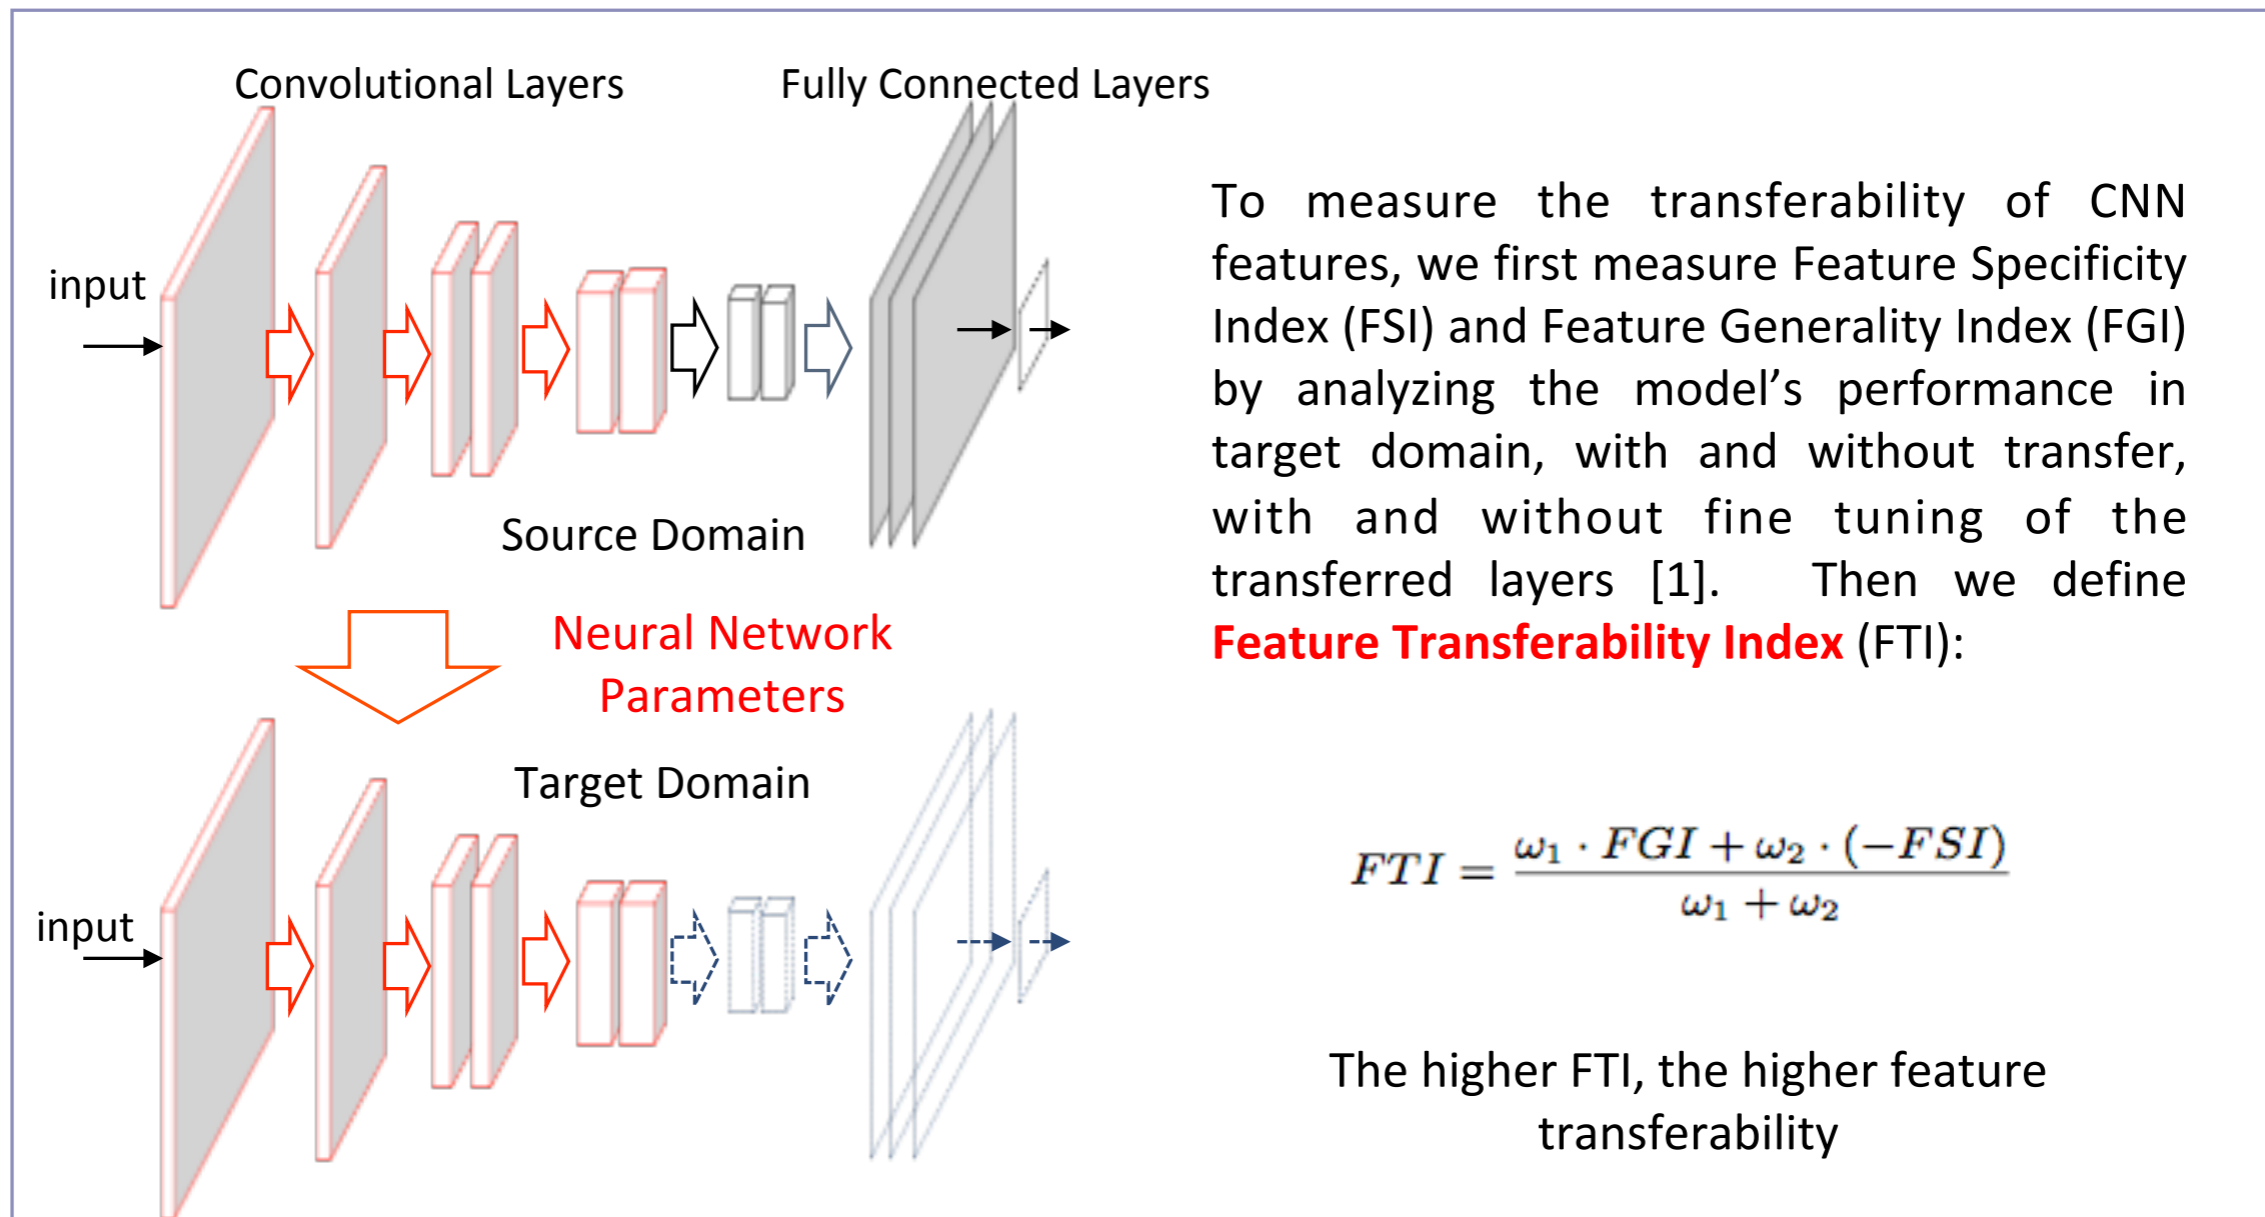 Convolutional Layers
Fully Connected Layers
input
Source Domain
Neural Network
Parameters
Target Domain
input
To measure the transferability of CNN
features, we first measure Feature Specificity
Index (FSI) and Feature Generality Index (FGI)
by analyzing the model’s performance in
target domain, with and without transfer,
with and without fine tuning of the
transferred layers [1]. Then we define
Feature Transferability Index (FTI):
FTI = \frac{ω₁ · FGI + ω₂ · (−FSI)}{ω₁ + ω₂}
The higher FTI, the higher feature
transferability